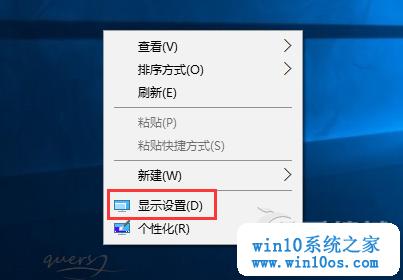 查看(V)
排序方式(O)
刷新(E)
粘贴(P)
粘贴快捷方式(S)
新建(W)
显示设置(D)
个性化(R)
win10系统之家
www.win10os.com